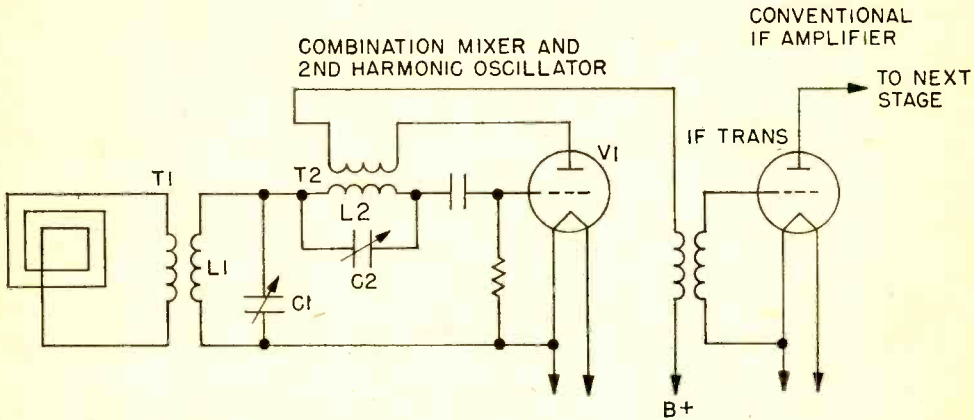 CONVENTIONAL
IF AMPLIFIER
COMBINATION MIXER AND
2ND HARMONIC OSCILLATOR
TO NEXT
STAGE
IF TRANS
V1
T1
T2
L2
L1
C2
C1
B+